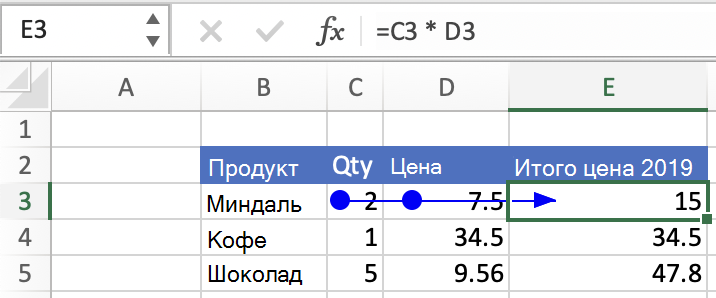 E3 fx =C3 * D3
A B C D E
1
2 Продукт Qty Цена Итого цена 2019
3 Миндаль 2 7.5 15
4 Кофе 1 34.5 34.5
5 Шоколад 5 9.56 47.8